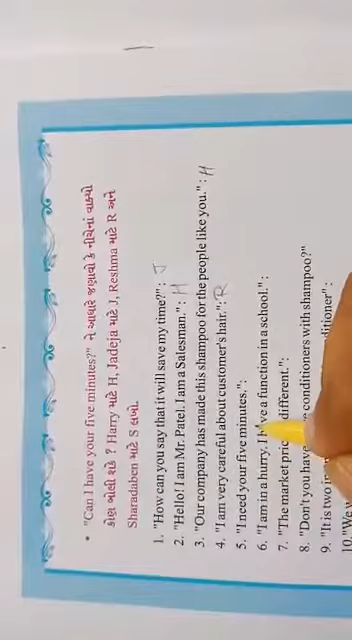 • "Can I have your five minutes?" ને આધારે જણાવો કે નીચેનાં વાક્યો
કોણ બોલી શકે ? Harry માટે H, Jadeja માટે J, Reshma માટે R અને
Sharadaben માટે S લખો.
1. "How can you say that it will save my time?": J
2. "Hello! I am Mr. Patel. I am a Salesman.": H
3. "Our company has made this shampoo for the people like you.": H
4. "I am very careful about customer's hair.": R
5. "I need your five minutes.":
6. "I am in a hurry. I have a function in a school.":
7. "The market price different.":
8. "Don't you have conditioners with shampoo?"
9. "It is two in
10. "We